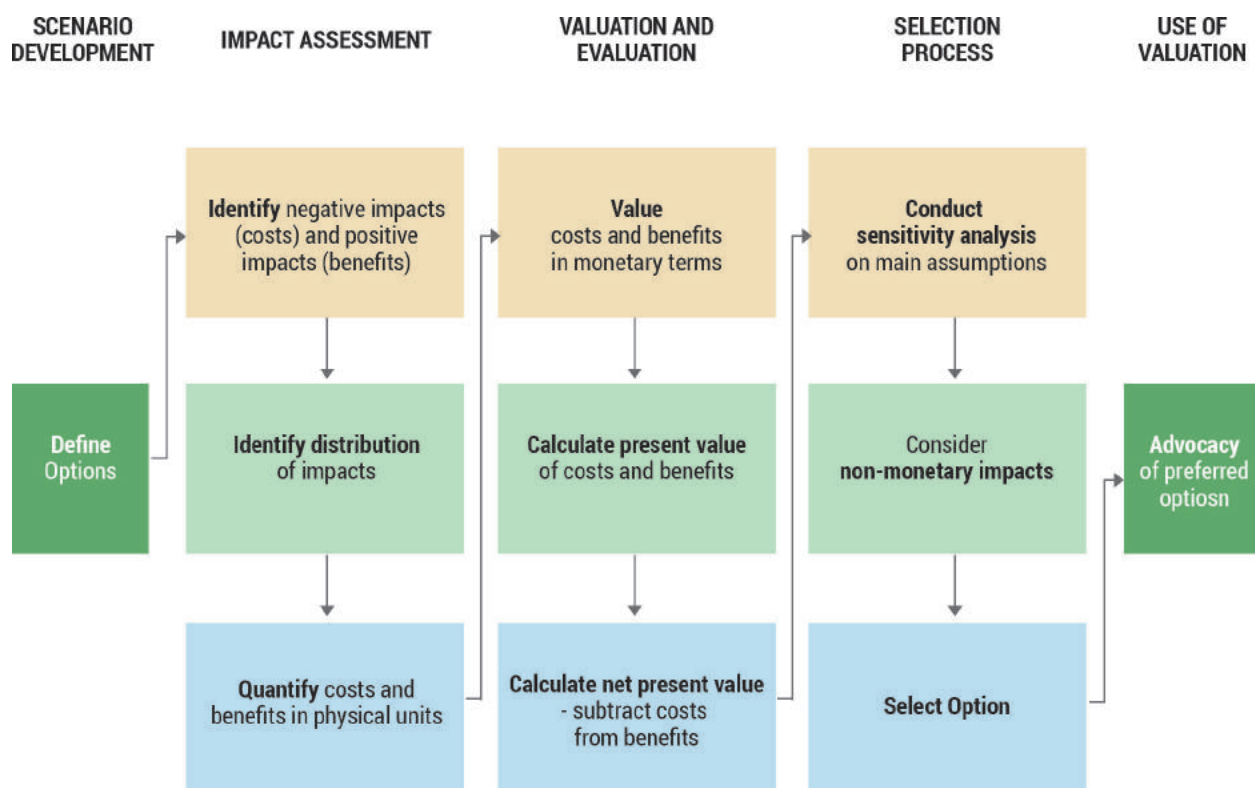 SCENARIO
DEVELOPMENT
IMPACT ASSESSMENT
VALUATION AND
EVALUATION
SELECTION
PROCESS
USE OF
VALUATION
Define
Options
Identify negative impacts
(costs) and positive
impacts (benefits)
Identify distribution
of impacts
Quantify costs and
benefits in physical units
Value
costs and benefits
in monetary terms
Calculate present value
of costs and benefits
Calculate net present value
- subtract costs
from benefits
Conduct
sensitivity analysis
on main assumptions
Consider
non-monetary impacts
Select Option
Advocacy
of preferred
optiosn